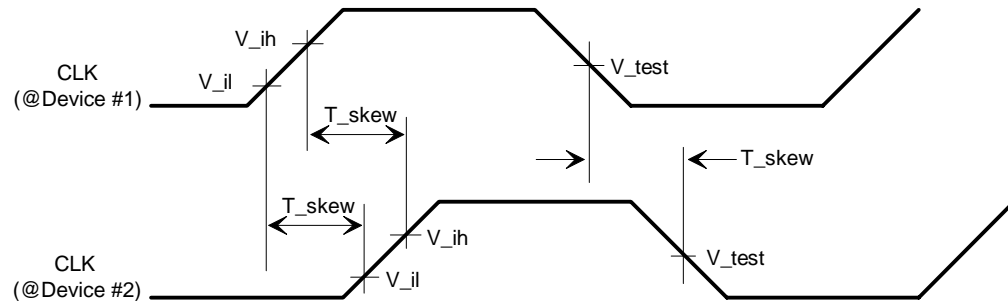 V_ih
V_test
CLK
(@Device #1)
V_il
T_skew
T_skew
T_skew
V_ih
V_test
CLK
(@Device #2)
V_il